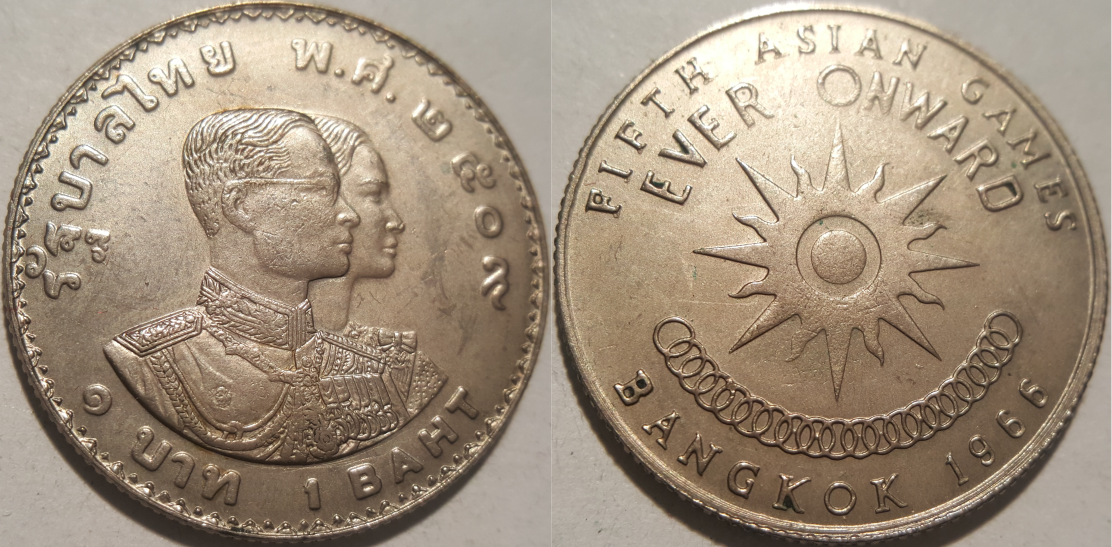 รัฐบาลไทย พ.ศ. ๒๕๐๙
๑ บาท 1 BAHT
FIFTH ASIAN GAMES
EVER ONWARD
BANGKOK 1966